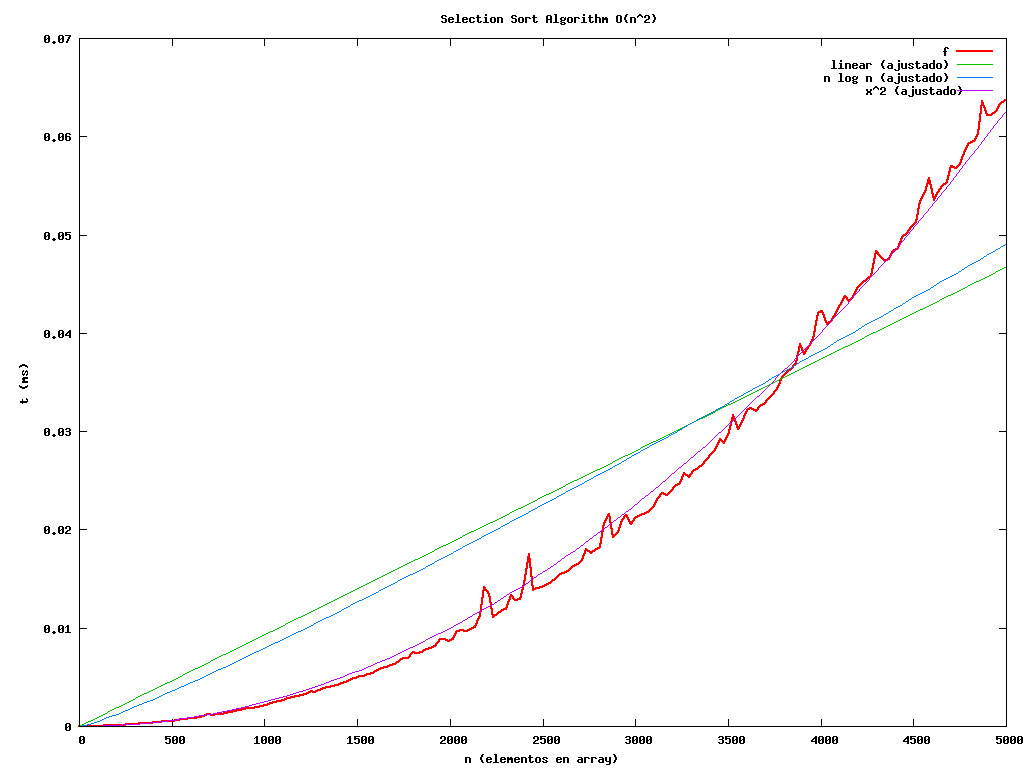 Selection Sort Algorithm O(n^2)
0.07
f
linear (ajustado)
n log n (ajustado)
x^2 (ajustado)
0.06
0.05
0.04
t (ms)
0.03
0.02
0.01
0
0 500 1000 1500 2000 2500 3000 3500 4000 4500 5000
n (elementos en array)